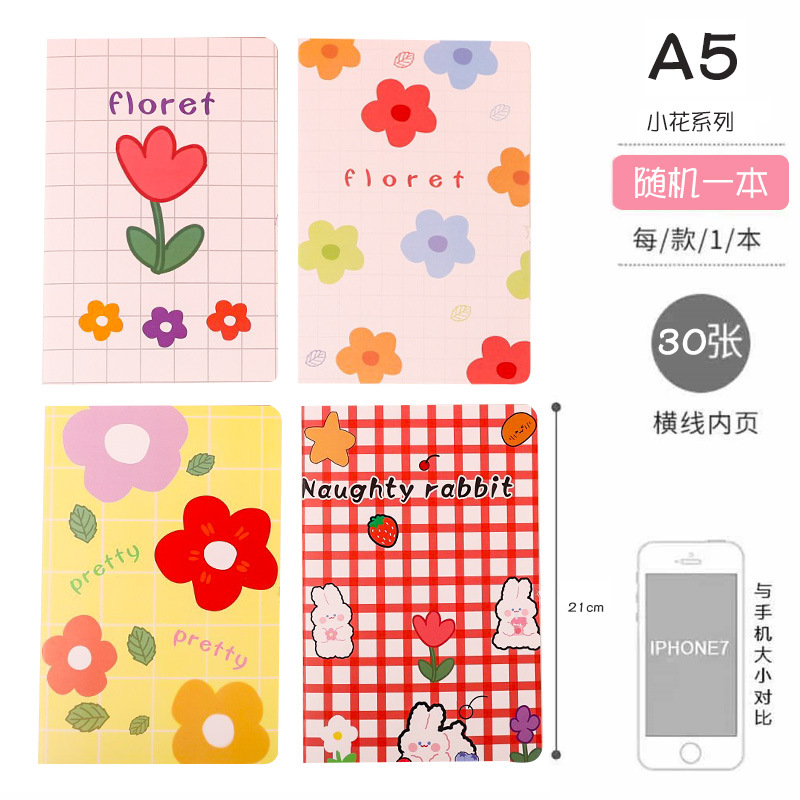 floret
floret
pretty
pretty
Naughty rabbit
A5
小花系列
随机一本
每/款/1/本
30张
横线内页
21cm
IPHONE7
与手机大小对比